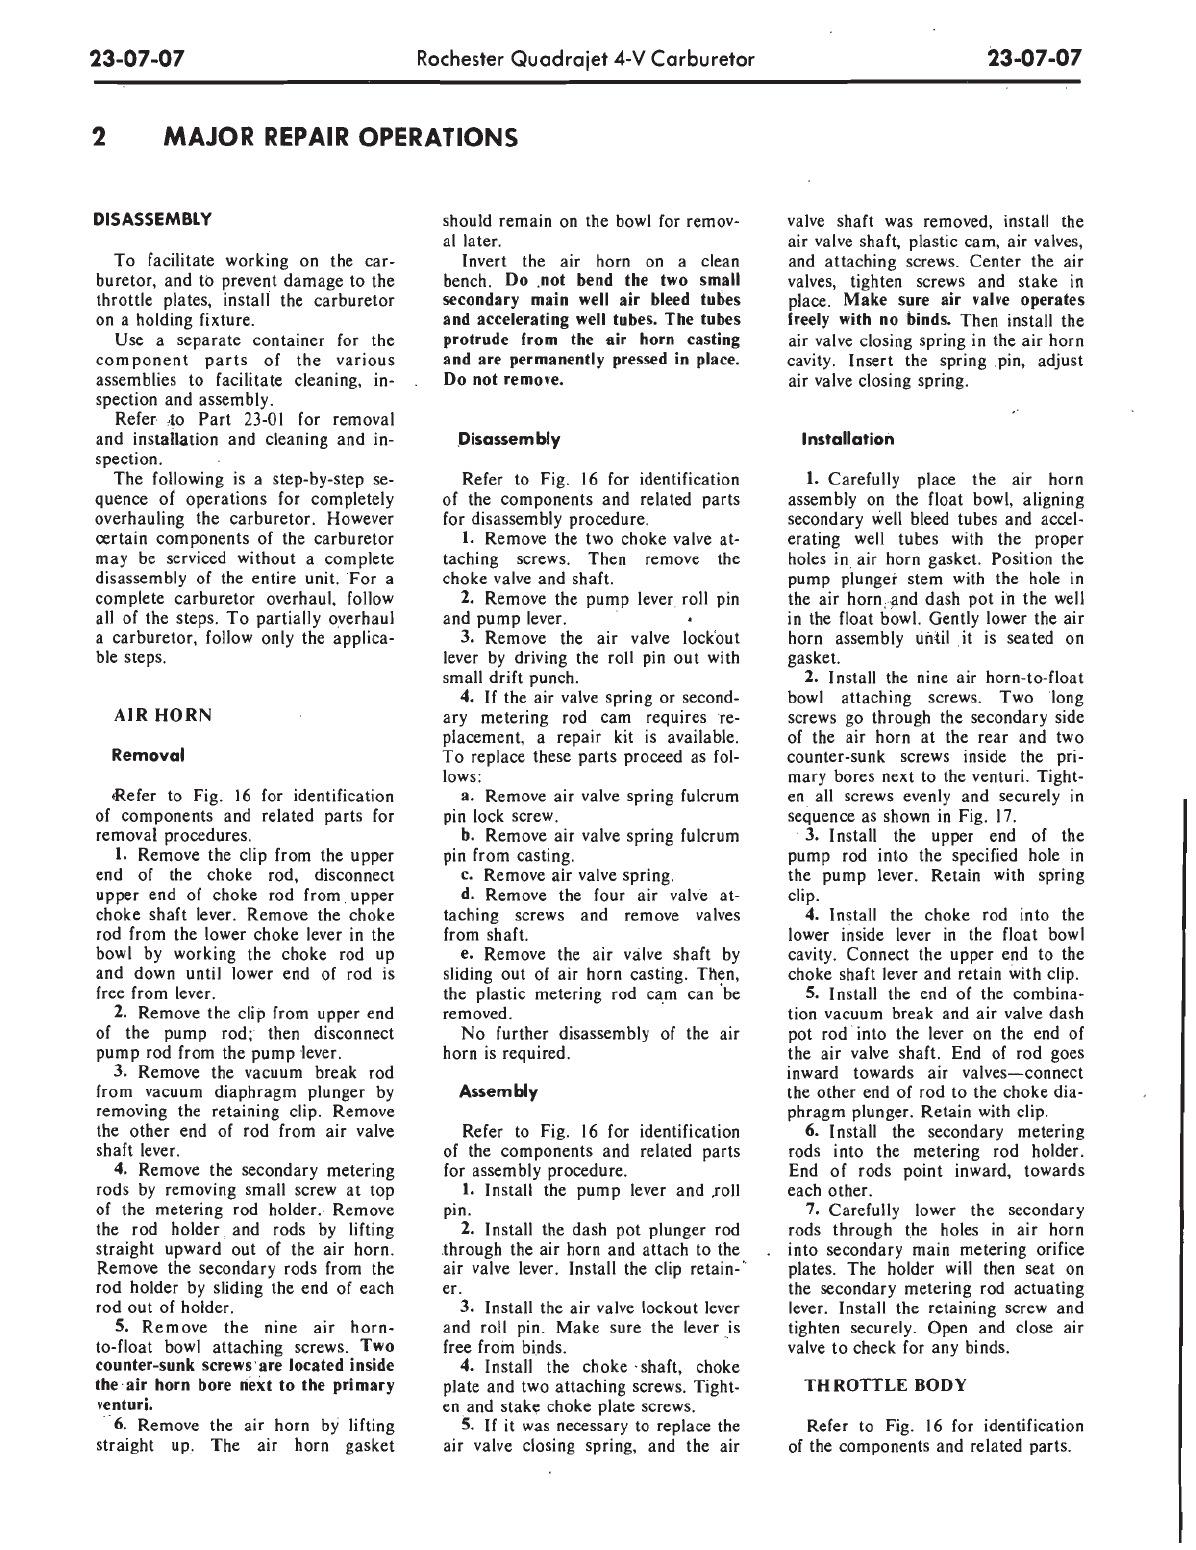 23-07-07 Rochester Quadrajet 4-V Carburetor 23-07-07
2 MAJOR REPAIR OPERATIONS
DISASSEMBLY
To facilitate working on the car-
buretor, and to prevent damage to the
throttle plates, install the carburetor
on a holding fixture.
Use a separate container for the
component parts of the various
assemblies to facilitate cleaning, in-
spection and assembly.
Refer to Part 23-01 for removal
and installation and cleaning and in-
spection.
The following is a step-by-step se-
quence of operations for completely
overhauling the carburetor. However
certain components of the carburetor
may be serviced without a complete
disassembly of the entire unit. For a
complete carburetor overhaul, follow
all of the steps. To partially overhaul
a carburetor, follow only the applica-
ble steps.
AIR HORN
Removal
Refer to Fig. 16 for identification
of components and related parts for
removal procedures.
1. Remove the clip from the upper
end of the choke rod, disconnect
upper end of choke rod from upper
choke shaft lever. Remove the choke
rod from the lower choke lever in the
bowl by working the choke rod up
and down until lower end of rod is
free from lever.
2. Remove the clip from upper end
of the pump rod; then disconnect
pump rod from the pump lever.
3. Remove the vacuum break rod
from vacuum diaphragm plunger by
removing the retaining clip. Remove
the other end of rod from air valve
shaft lever.
4. Remove the secondary metering
rods by removing small screw at top
of the metering rod holder. Remove
the rod holder and rods by lifting
straight upward out of the air horn.
Remove the secondary rods from the
rod holder by sliding the end of each
rod out of holder.
5. Remove the nine air horn-
to-float bowl attaching screws. Two
counter-sunk screws are located inside
the air horn bore next to the primary
venturi.
6. Remove the air horn by lifting
straight up. The air horn gasket
should remain on the bowl for remov-
al later.
Invert the air horn on a clean
bench. Do not bend the two small
secondary main well air bleed tubes
and accelerating well tubes. The tubes
protrude from the air horn casting
and are permanently pressed in place.
Do not remove.
Disassembly
Refer to Fig. 16 for identification
of the components and related parts
for disassembly procedure.
1. Remove the two choke valve at-
taching screws. Then remove the
choke valve and shaft.
2. Remove the pump lever roll pin
and pump lever.
3. Remove the air valve lockout
lever by driving the roll pin out with
small drift punch.
4. If the air valve spring or second-
ary metering rod cam requires re-
placement, a repair kit is available.
To replace these parts proceed as fol-
lows:
a. Remove air valve spring fulcrum
pin lock screw.
b. Remove air valve spring fulcrum
pin from casting.
c. Remove air valve spring.
d. Remove the four air valve at-
taching screws and remove valves
from shaft.
e. Remove the air valve shaft by
sliding out of air horn casting. Then,
the plastic metering rod cam can be
removed.
No further disassembly of the air
horn is required.
Assembly
Refer to Fig. 16 for identification
of the components and related parts
for assembly procedure.
1. Install the pump lever and roll
pin.
2. Install the dash pot plunger rod
through the air horn and attach to the
air valve lever. Install the clip retain-
er.
3. Install the air valve lockout lever
and roll pin. Make sure the lever is
free from binds.
4. Install the choke shaft, choke
plate and two attaching screws. Tight-
en and stake choke plate screws.
5. If it was necessary to replace the
air valve closing spring, and the air
valve shaft was removed, install the
air valve shaft, plastic cam, air valves,
and attaching screws. Center the air
valves, tighten screws and stake in
place. Make sure air valve operates
freely with no binds. Then install the
air valve closing spring in the air horn
cavity. Insert the spring pin, adjust
air valve closing spring.
Installation
1. Carefully place the air horn
assembly on the float bowl, aligning
secondary well bleed tubes and accel-
erating well tubes with the proper
holes in air horn gasket. Position the
pump plunger stem with the hole in
the air horn, and dash pot in the well
in the float bowl. Gently lower the air
horn assembly until it is seated on
gasket.
2. Install the nine air horn-to-float
bowl attaching screws. Two long
screws go through the secondary side
of the air horn at the rear and two
counter-sunk screws inside the pri-
mary bores next to the venturi. Tight-
en all screws evenly and securely in
sequence as shown in Fig. 17.
3. Install the upper end of the
pump rod into the specified hole in
the pump lever. Retain with spring
clip.
4. Install the choke rod into the
lower inside lever in the float bowl
cavity. Connect the upper end to the
choke shaft lever and retain with clip.
5. Install the end of the combina-
tion vacuum break and air valve dash
pot rod into the lever on the end of
the air valve shaft. End of rod goes
inward towards air valves—connect
the other end of rod to the choke dia-
phragm plunger. Retain with clip.
6. Install the secondary metering
rods into the metering rod holder.
End of rods point inward, towards
each other.
7. Carefully lower the secondary
rods through the holes in air horn
into secondary main metering orifice
plates. The holder will then seat on
the secondary metering rod actuating
lever. Install the retaining screw and
tighten securely. Open and close air
valve to check for any binds.
THROTTLE BODY
Refer to Fig. 16 for identification
of the components and related parts.